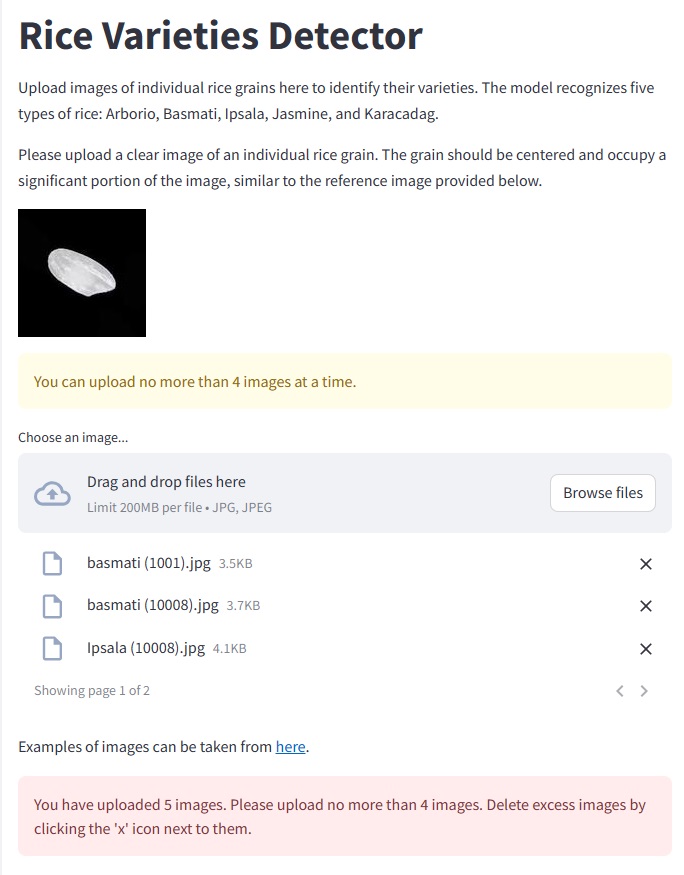 Rice Varieties Detector
Upload images of individual rice grains here to identify their varieties. The model recognizes five
types of rice: Arborio, Basmati, Ipsala, Jasmine, and Karacadag.
Please upload a clear image of an individual rice grain. The grain should be centered and occupy a
significant portion of the image, similar to the reference image provided below.
You can upload no more than 4 images at a time.
Choose an image...
Drag and drop files here
Limit 200MB per file • JPG, JPEG
Browse files
basmati (1001).jpg 3.5KB
basmati (10008).jpg 3.7KB
Ipsala (10008).jpg 4.1KB
Showing page 1 of 2
Examples of images can be taken from here.
You have uploaded 5 images. Please upload no more than 4 images. Delete excess images by
clicking the 'x' icon next to them.